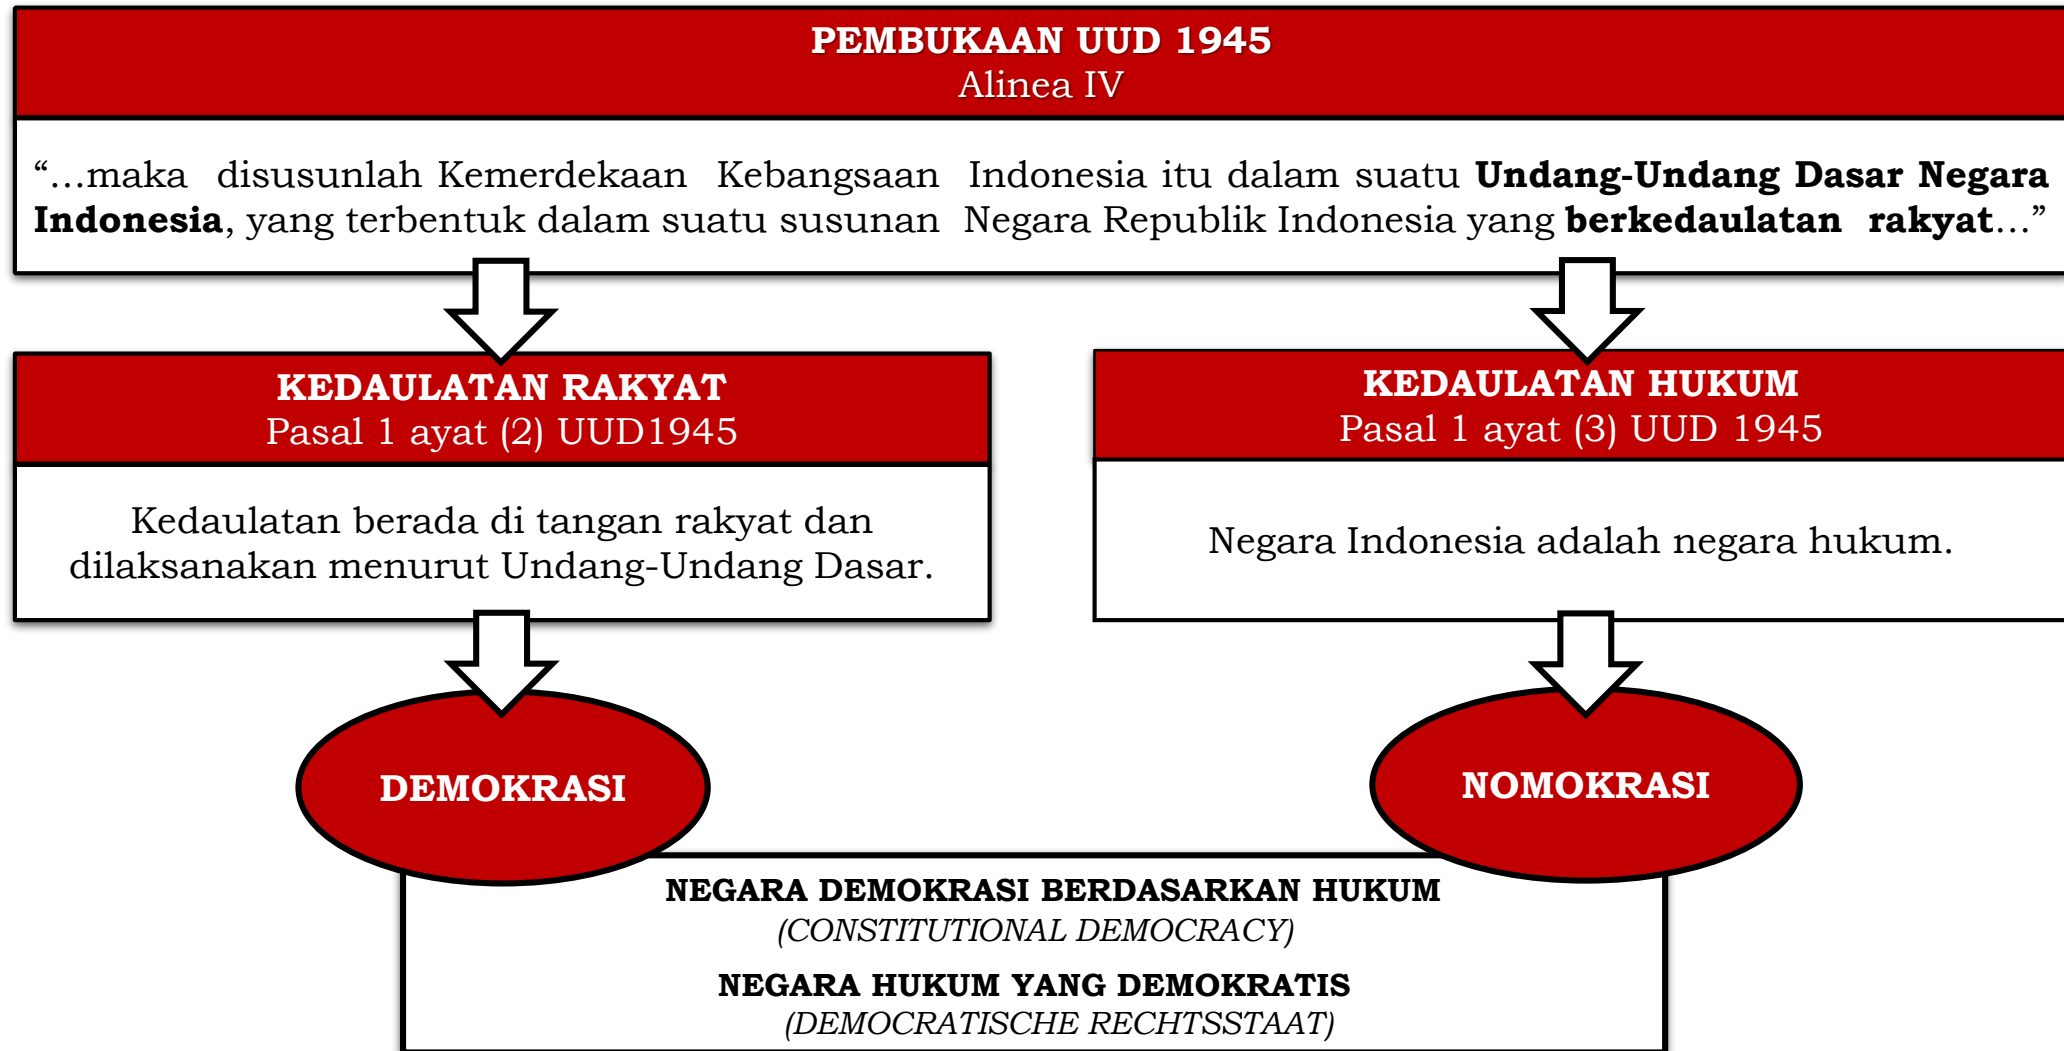 PEMBUKAAN UUD 1945
Alinea IV
“...maka disusunlah Kemerdekaan Kebangsaan Indonesia itu dalam suatu Undang-Undang Dasar Negara
Indonesia, yang terbentuk dalam suatu susunan Negara Republik Indonesia yang berkedaulatan rakyat...”
KEDAULATAN RAKYAT
Pasal 1 ayat (2) UUD1945
Kedaulatan berada di tangan rakyat dan
dilaksanakan menurut Undang-Undang Dasar.
KEDAULATAN HUKUM
Pasal 1 ayat (3) UUD 1945
Negara Indonesia adalah negara hukum.
DEMOKRASI
NOMOKRASI
NEGARA DEMOKRASI BERDASARKAN HUKUM
(CONSTITUTIONAL DEMOCRACY)
NEGARA HUKUM YANG DEMOKRATIS
(DEMOCRATISCHE RECHTSSTAAT)